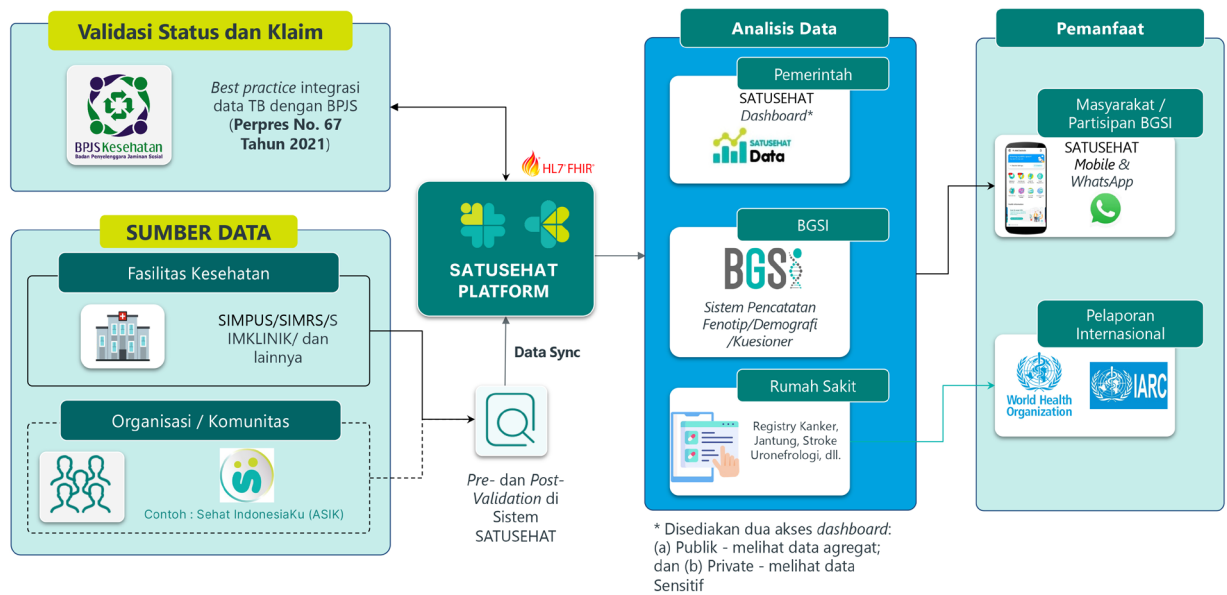 Validasi Status dan Klaim
BPJS Kesehatan
Badan Penyelenggara Jaminan Sosial
Best practice integrasi
data TB dengan BPJS
(Perpres No. 67
Tahun 2021)
SUMBER DATA
Fasilitas Kesehatan
SIMPUS/SIMRS/S
IMKLINIK/ dan
lainnya
Organisasi / Komunitas
Contoh : Sehat IndonesiaKu (ASIK)
HL7® FHIR®
SATUSEHAT
PLATFORM
Data Sync
Pre- dan Post-
Validation di
Sistem
SATUSEHAT
Analisis Data
Pemerintah
SATUSEHAT
Dashboard*
SATUSEHAT
Data
BGSI
BGSi
Sistem Pencatatan
Fenotip/Demografi
/Kuesioner
Rumah Sakit
Registry Kanker,
Jantung, Stroke
Uronefrologi, dll.
* Disediakan dua akses dashboard:
(a) Publik - melihat data agregat;
dan (b) Private - melihat data
Sensitif
Pemanfaat
Masyarakat /
Partisipan BGSI
SATUSEHAT
Mobile &
WhatsApp
Pelaporan
Internasional
World Health
Organization
IARC